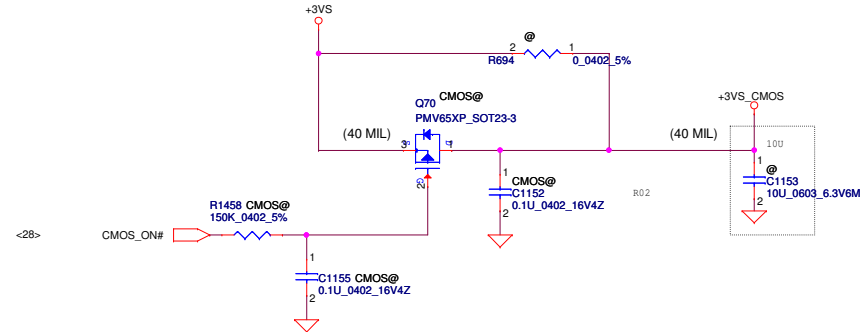 +3VS
@
2
1
R694
0_0402_5%
Q70
CMOS@
PMV65XP_SOT23-3
+3VS_CMOS
(40 MIL)
3
S
D
1
(40 MIL)
10U
G
2
1
CMOS@
C1152
0.1U_0402_16V4Z
2
R02
1
@
C1153
10U_0603_6.3V6M
2
R1458 CMOS@
150K_0402_5%
<28>
CMOS_ON#
1
C1155 CMOS@
0.1U_0402_16V4Z
2